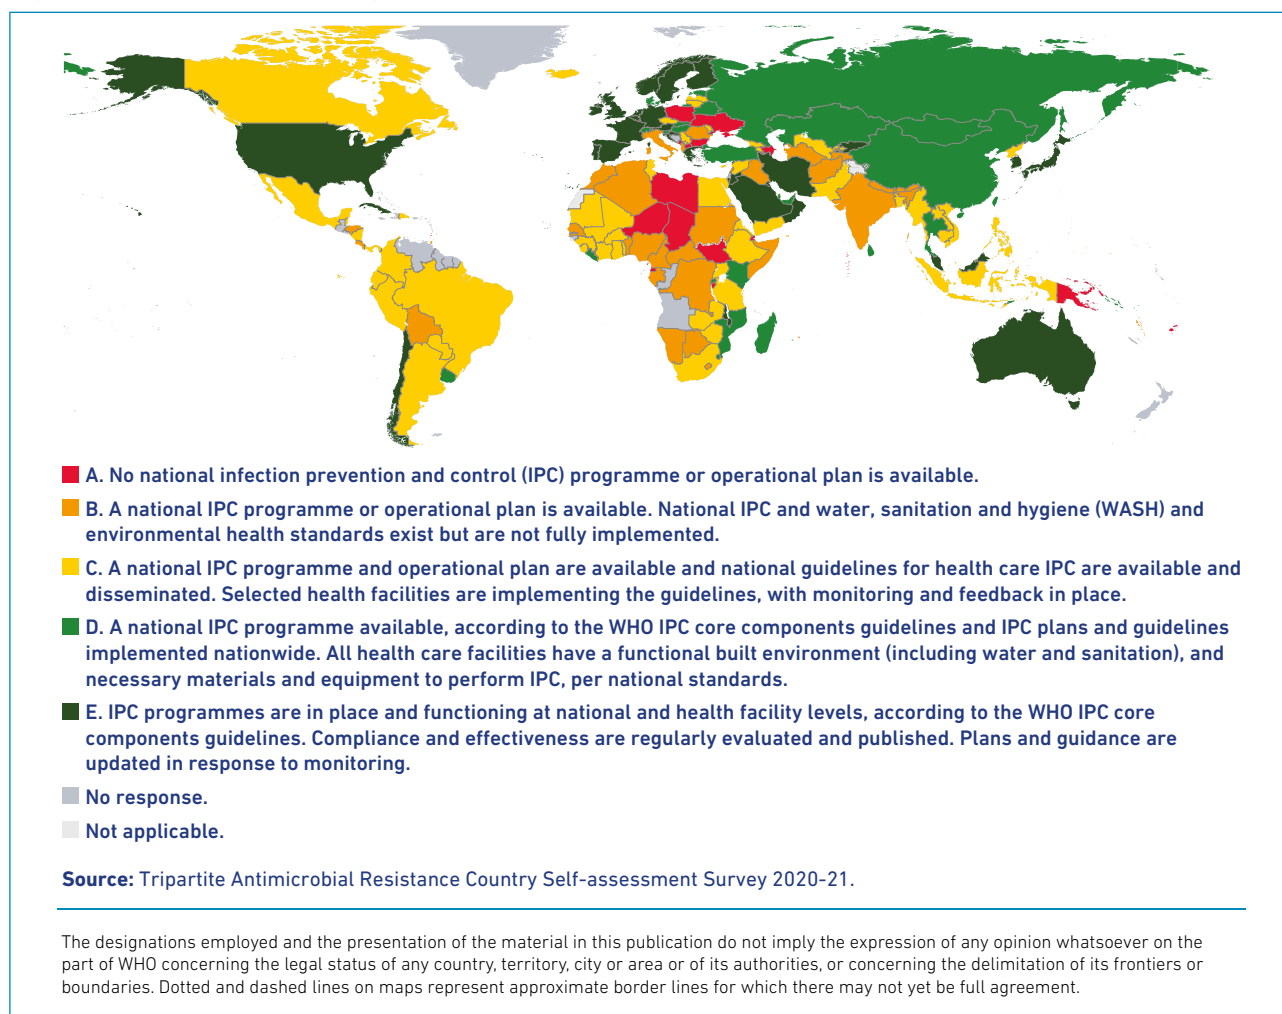 A. No national infection prevention and control (IPC) programme or operational plan is available.
B. A national IPC programme or operational plan is available. National IPC and water, sanitation and hygiene (WASH) and
environmental health standards exist but are not fully implemented.
C. A national IPC programme and operational plan are available and national guidelines for health care IPC are available and
disseminated. Selected health facilities are implementing the guidelines, with monitoring and feedback in place.
D. A national IPC programme available, according to the WHO IPC core components guidelines and IPC plans and guidelines
implemented nationwide. All health care facilities have a functional built environment (including water and sanitation), and
necessary materials and equipment to perform IPC, per national standards.
E. IPC programmes are in place and functioning at national and health facility levels, according to the WHO IPC core
components guidelines. Compliance and effectiveness are regularly evaluated and published. Plans and guidance are
updated in response to monitoring.
No response.
Not applicable.
Source: Tripartite Antimicrobial Resistance Country Self-assessment Survey 2020-21.
The designations employed and the presentation of the material in this publication do not imply the expression of any opinion whatsoever on the
part of WHO concerning the legal status of any country, territory, city or area or of its authorities, or concerning the delimitation of its frontiers or
boundaries. Dotted and dashed lines on maps represent approximate border lines for which there may not yet be full agreement.